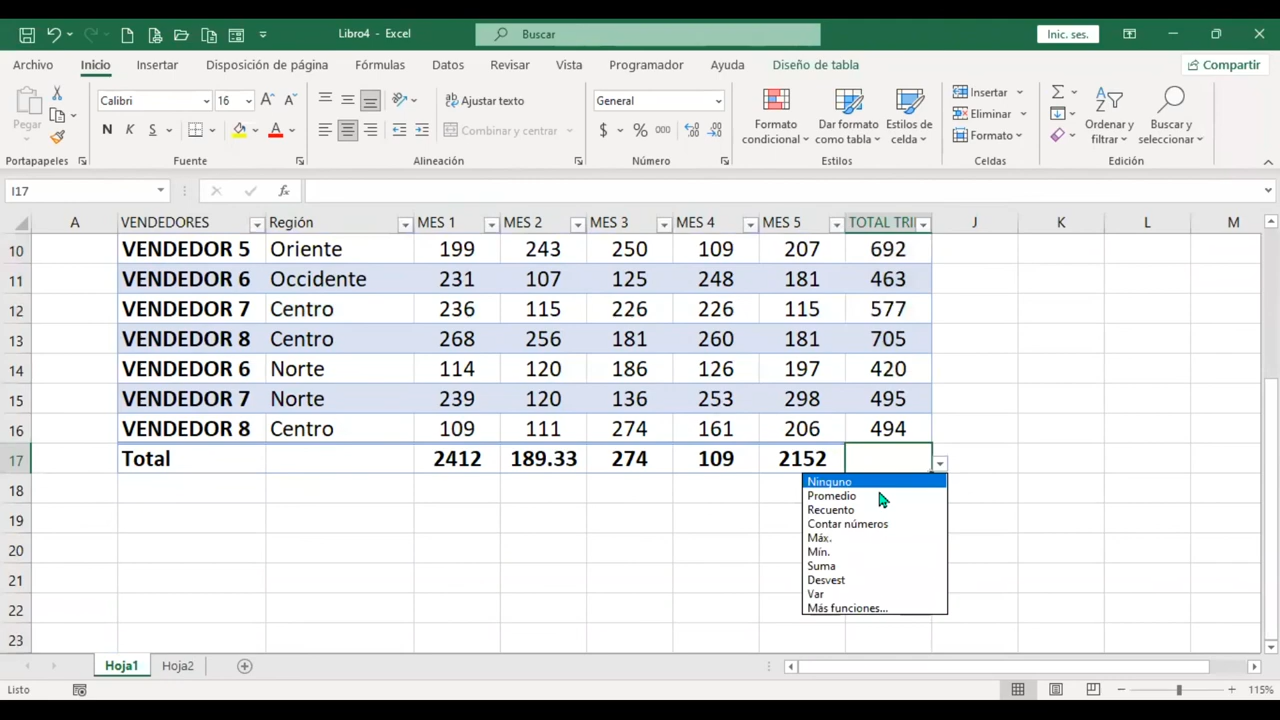 Libro4 - Excel
Buscar
Inic. ses.
Archivo Inicio Insertar Disposición de página Fórmulas Datos Revisar Vista Programador Ayuda Diseño de tabla Compartir
Pegar
Calibri 16
N K S
Ajustar texto
Combinar y centrar
General
$ % 000
Formato condicional
Dar formato como tabla
Estilos de celda
Insertar
Eliminar
Formato
Ordenar y filtrar
Buscar y seleccionar
Portapapeles Fuente Alineación Número Estilos Celdas Edición
I17
A VENDEDORES Región MES 1 MES 2 MES 3 MES 4 MES 5 TOTAL TRI J K L M
10 VENDEDOR 5 Oriente 199 243 250 109 207 692
11 VENDEDOR 6 Occidente 231 107 125 248 181 463
12 VENDEDOR 7 Centro 236 115 226 226 115 577
13 VENDEDOR 8 Centro 268 256 181 260 181 705
14 VENDEDOR 6 Norte 114 120 186 126 197 420
15 VENDEDOR 7 Norte 239 120 136 253 298 495
16 VENDEDOR 8 Centro 109 111 274 161 206 494
17 Total 2412 189.33 274 109 2152
18
19
20
21
22
23
Ninguno
Promedio
Recuento
Contar números
Máx.
Mín.
Suma
Desvest
Var
Más funciones...
Hoja1 Hoja2
Listo 115%